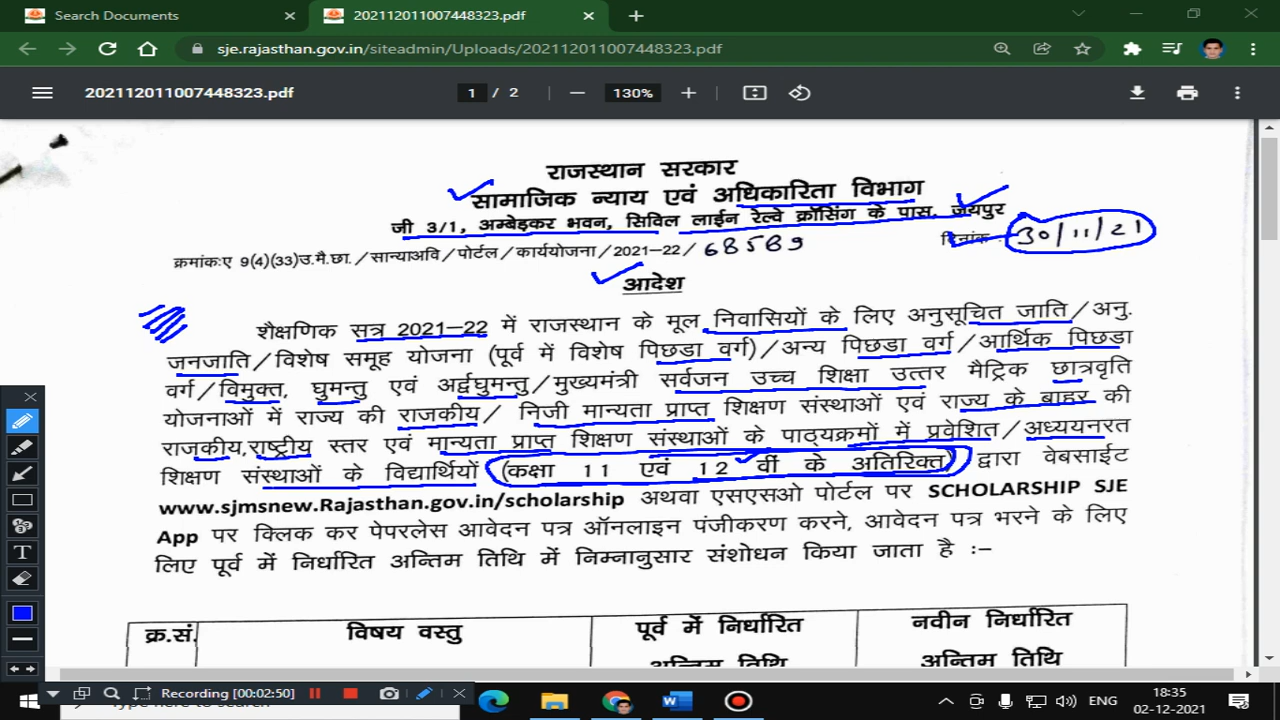 Search Documents
202112011007448323.pdf
sje.rajasthan.gov.in/siteadmin/Uploads/202112011007448323.pdf
202112011007448323.pdf 1 / 2 130%
राजस्थान सरकार
सामाजिक न्याय एवं अधिकारिता विभाग
जी 3/1, अम्बेडकर भवन, सिविल लाईन रेल्वे क्रॉसिंग के पास, जयपुर
क्रमांकःए 9(4)(33)उ.मै.छा./सान्याअवि/पोर्टल/कार्ययोजना/2021-22/68589 दिनांक : 30/11/21
आदेश
शैक्षणिक सत्र 2021-22 में राजस्थान के मूल निवासियों के लिए अनुसूचित जाति/अनु.
जनजाति/विशेष समूह योजना (पूर्व में विशेष पिछडा वर्ग)/अन्य पिछडा वर्ग/आर्थिक पिछडा
वर्ग/विमुक्त, घुमन्तु एवं अर्द्वघुमन्तु/मुख्यमंत्री सर्वजन उच्च शिक्षा उत्तर मैट्रिक छात्रवृति
योजनाओं में राज्य की राजकीय/ निजी मान्यता प्राप्त शिक्षण संस्थाओं एवं राज्य के बाहर की
राजकीय,राष्ट्रीय स्तर एवं मान्यता प्राप्त शिक्षण संस्थाओं के पाठ्यक्रमों में प्रवेशित/अध्ययनरत
शिक्षण संस्थाओं के विद्यार्थियों (कक्षा 11 एवं 12 वीं के अतिरिक्त) द्वारा वेबसाईट
www.sjmsnew.Rajasthan.gov.in/scholarship अथवा एसएसओ पोर्टल पर SCHOLARSHIP SJE
App पर क्लिक कर पेपरलेस आवेदन पत्र ऑनलाइन पंजीकरण करने, आवेदन पत्र भरने के लिए
लिए पूर्व में निर्धारित अन्तिम तिथि में निम्नानुसार संशोधन किया जाता है :-
क्र.सं. विषय वस्तु पूर्व में निर्धारित नवीन निर्धारित
अन्तिम तिथि अन्तिम तिथि
Recording [00:02:50]
Type here to search
ENG 18:35
02-12-2021